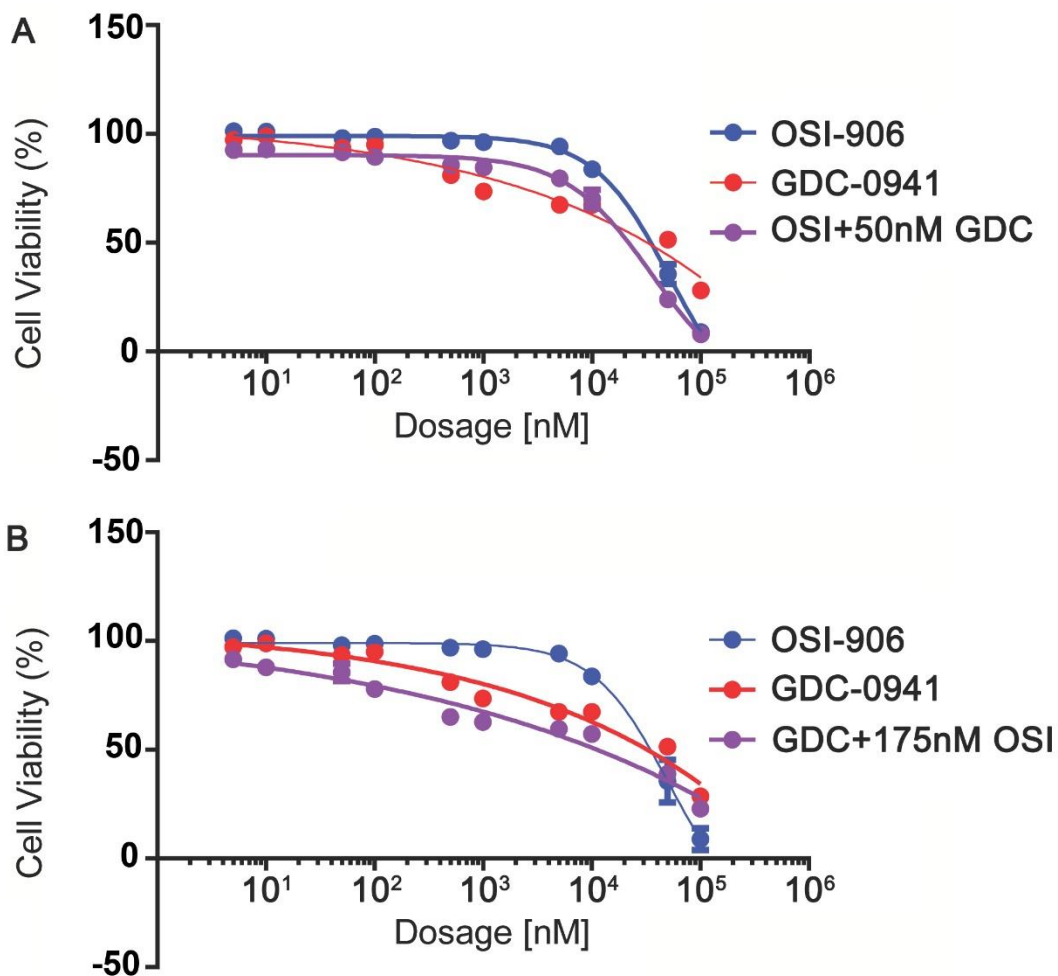 A
150
100
50
0
-50
Cell Viability (%)
OSI-906
GDC-0941
OSI+50nM GDC
10¹ 10² 10³ 10⁴ 10⁵ 10⁶
Dosage [nM]
B
150
100
50
0
-50
Cell Viability (%)
OSI-906
GDC-0941
GDC+175nM OSI
10¹ 10² 10³ 10⁴ 10⁵ 10⁶
Dosage [nM]